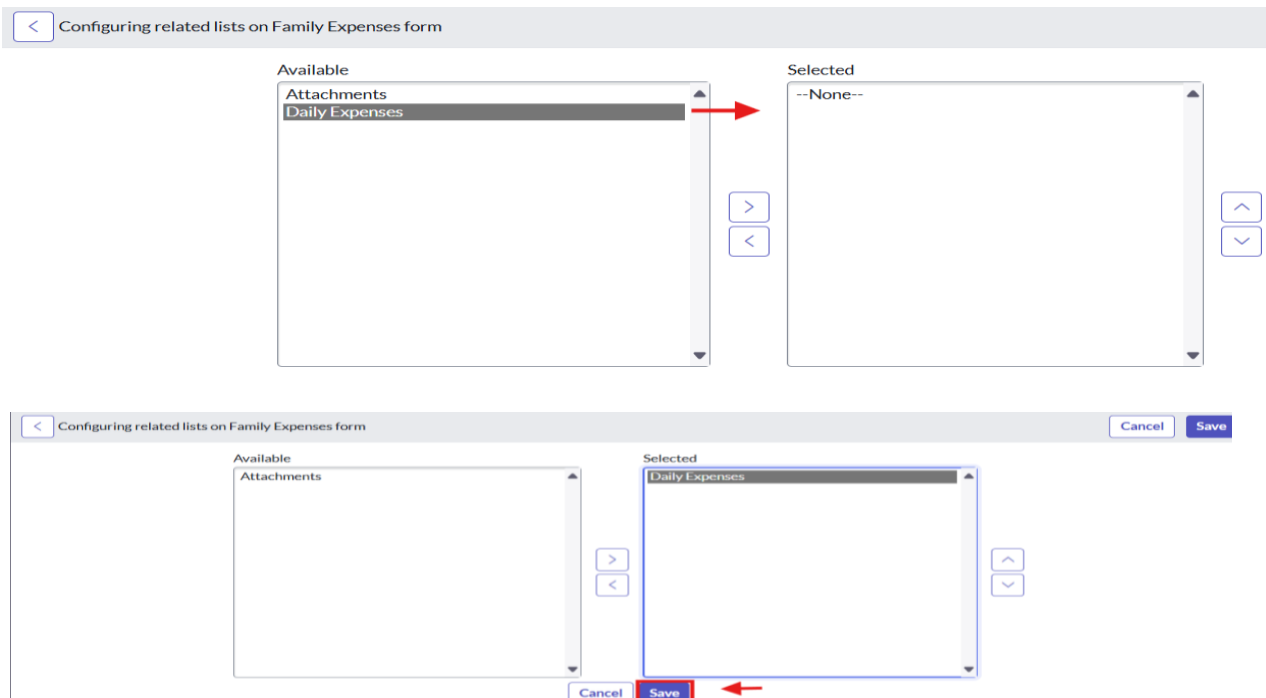 < Configuring related lists on Family Expenses form
Available
Selected
Attachments
--None--
Daily Expenses
>
<
< Configuring related lists on Family Expenses form
Cancel
Save
Available
Selected
Attachments
Daily Expenses
>
<
Cancel
Save